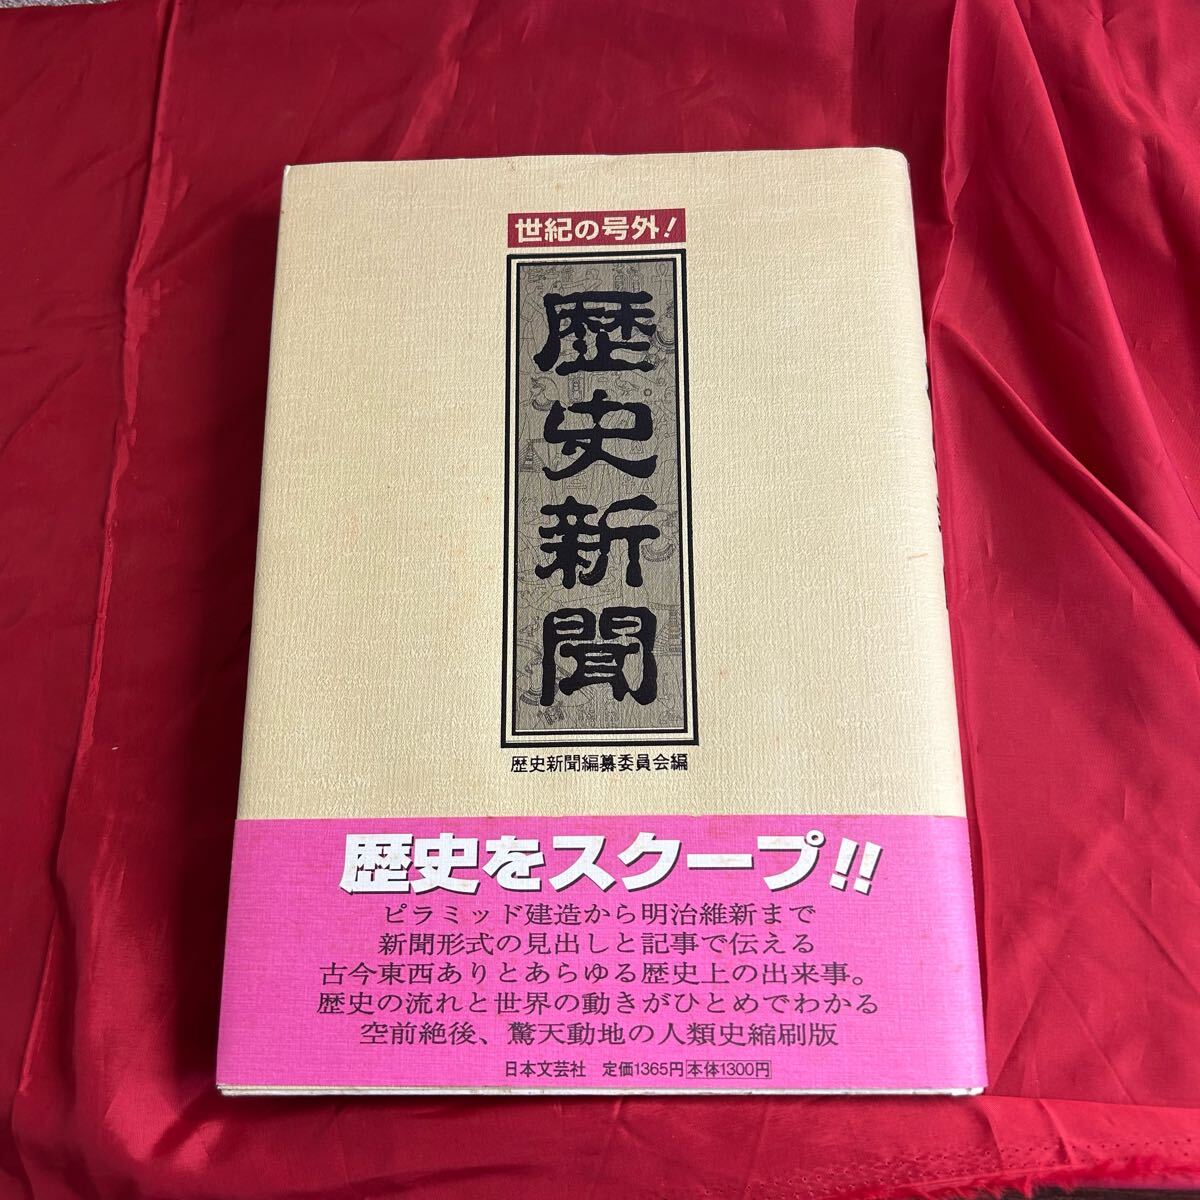 世紀の号外!
歴史新聞
歴史新聞編纂委員会編
歴史をスクープ!!
ピラミッド建造から明治維新まで
新聞形式の見出しと記事で伝える
古今東西ありとあらゆる歴史上の出来事。
歴史の流れと世界の動きがひとめでわかる
空前絶後、驚天動地の人類史縮刷版
日本文芸社 定価1365円 本体1300円